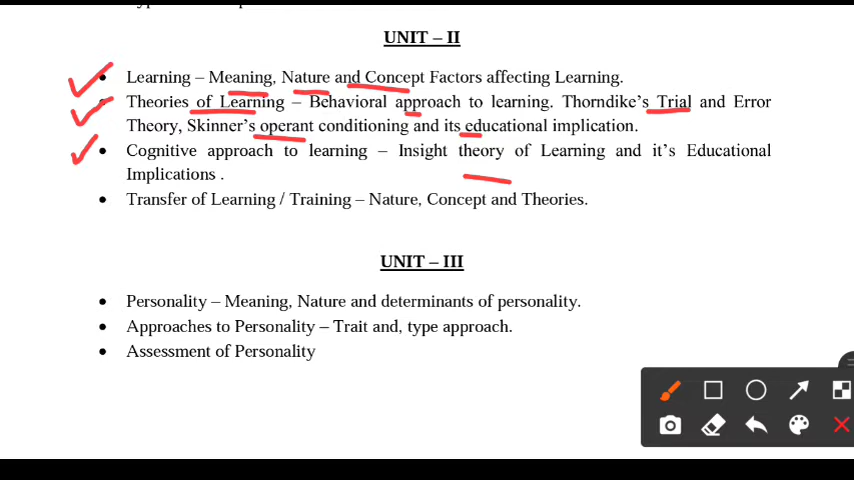 UNIT – II
• Learning – Meaning, Nature and Concept Factors affecting Learning.
• Theories of Learning – Behavioral approach to learning. Thorndike's Trial and Error
Theory, Skinner's operant conditioning and its educational implication.
• Cognitive approach to learning – Insight theory of Learning and it's Educational
Implications .
• Transfer of Learning / Training – Nature, Concept and Theories.
UNIT – III
• Personality – Meaning, Nature and determinants of personality.
• Approaches to Personality – Trait and, type approach.
• Assessment of Personality